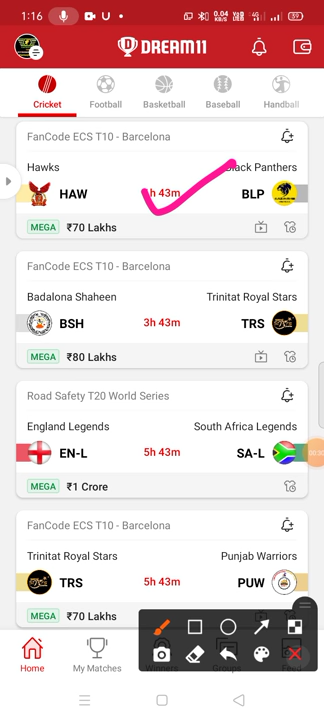 1:16 U 0.04 KB/s 4G 39
DREAM11
Cricket Football Basketball Baseball Handball
FanCode ECS T10 - Barcelona
Hawks Black Panthers
HAW h 43m BLP
MEGA ₹70 Lakhs
FanCode ECS T10 - Barcelona
Badalona Shaheen Trinitat Royal Stars
BSH 3h 43m TRS
MEGA ₹80 Lakhs
Road Safety T20 World Series
England Legends South Africa Legends
EN-L 5h 43m SA-L
MEGA ₹1 Crore
FanCode ECS T10 - Barcelona
Trinitat Royal Stars Punjab Warriors
TRS 5h 43m PUW
MEGA ₹70 Lakhs
Home My Matches Winners Groups Feed